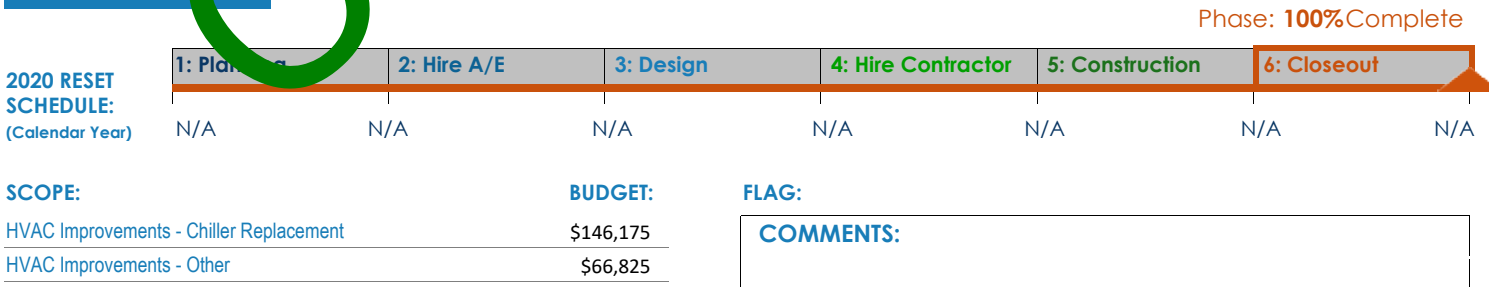 Phase: 100%Complete
1: 2: Hire A/E 3: Design 4: Hire Contractor 5: Construction 6: Closeout
2020 RESET
SCHEDULE:
(Calendar Year)
N/A N/A N/A N/A N/A N/A N/A
SCOPE: BUDGET: FLAG:
HVAC Improvements - Chiller Replacement $146,175
COMMENTS:
HVAC Improvements - Other $66,825